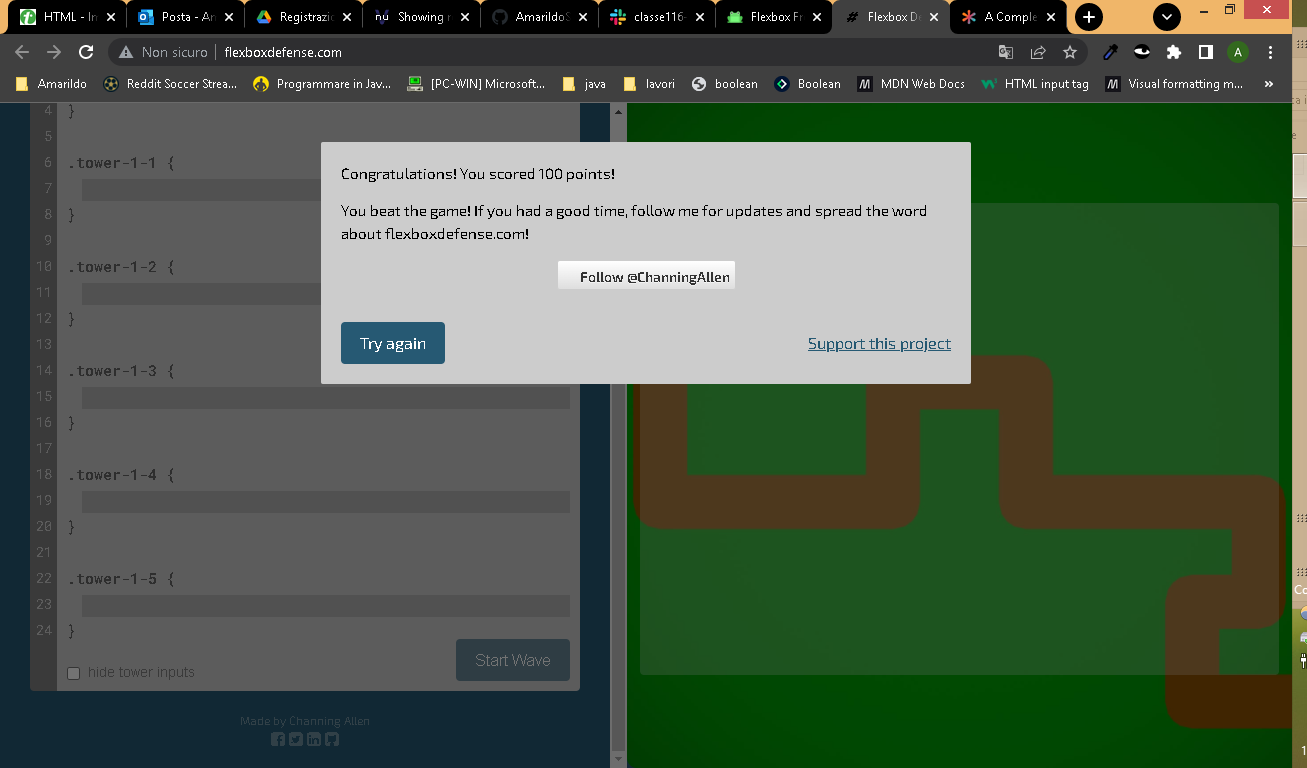 HTML - In
Posta - An
Registrazio
Showing r
AmarildoS
classe116-
Flexbox Fr
Flexbox De
A Comple
Non sicuro
flexboxdefense.com
A
Amarildo
Reddit Soccer Strea...
Programmare in Jav...
[PC-WIN] Microsoft...
java
lavori
boolean
Boolean
MDN Web Docs
HTML input tag
Visual formatting m...
»
4 }
5
6 .tower-1-1 {
7
8 }
9
10 .tower-1-2 {
11
12 }
13
14 .tower-1-3 {
15
16 }
17
18 .tower-1-4 {
19
20 }
21
22 .tower-1-5 {
23
24 }
hide tower inputs
Start Wave
Made by Channing Allen
Congratulations! You scored 100 points!
You beat the game! If you had a good time, follow me for updates and spread the word
about flexboxdefense.com!
Follow @ChanningAllen
Try again
Support this project